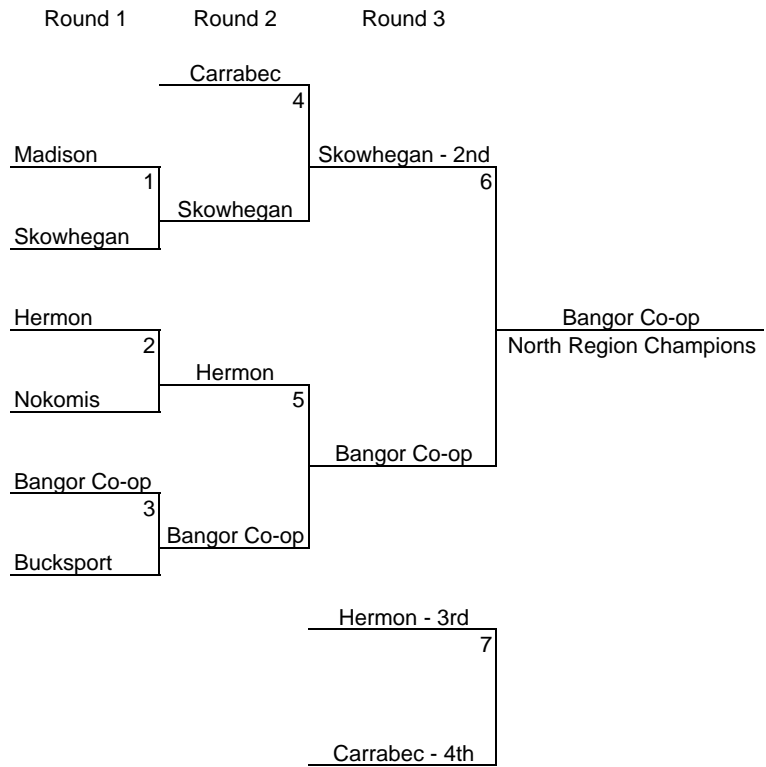 Round 1 Round 2 Round 3
Carrabec
4
Madison
Skowhegan - 2nd
1
6
Skowhegan
Skowhegan
Hermon
Bangor Co-op
2
North Region Champions
Hermon
Nokomis
5
Bangor Co-op
Bangor Co-op
3
Bangor Co-op
Bucksport
Hermon - 3rd
7
Carrabec - 4th